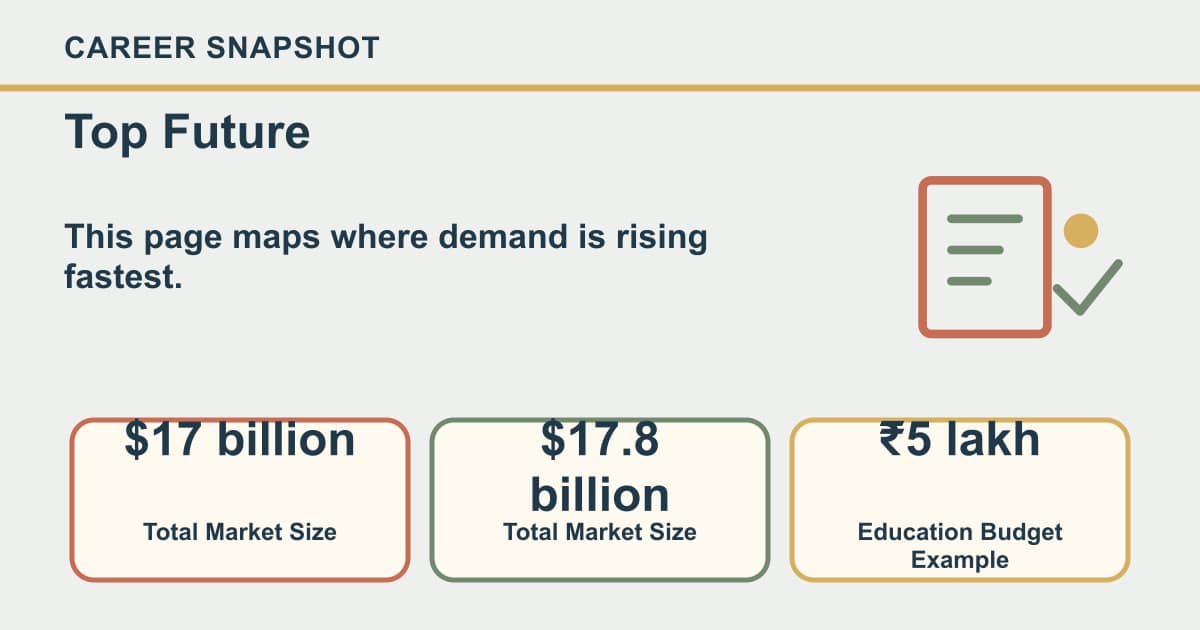 CAREER SNAPSHOT
Top Future
This page maps where demand is rising
fastest.
$17 billion
Total Market Size
$17.8
billion
Total Market Size
₹5 lakh
Education Budget
Example